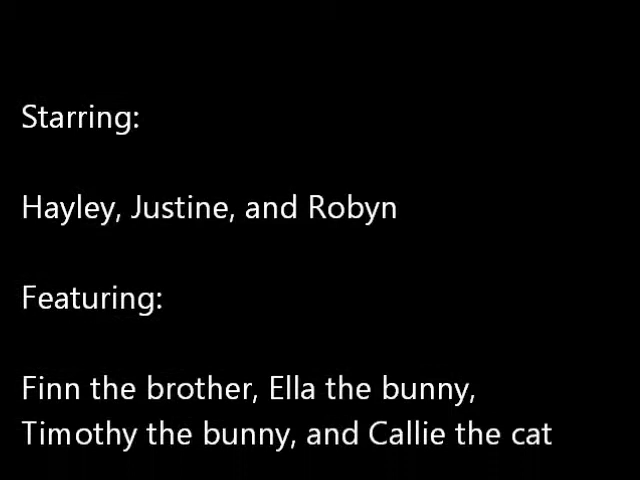 Starring:
Hayley, Justine, and Robyn
Featuring:
Finn the brother, Ella the bunny,
Timothy the bunny, and Callie the cat